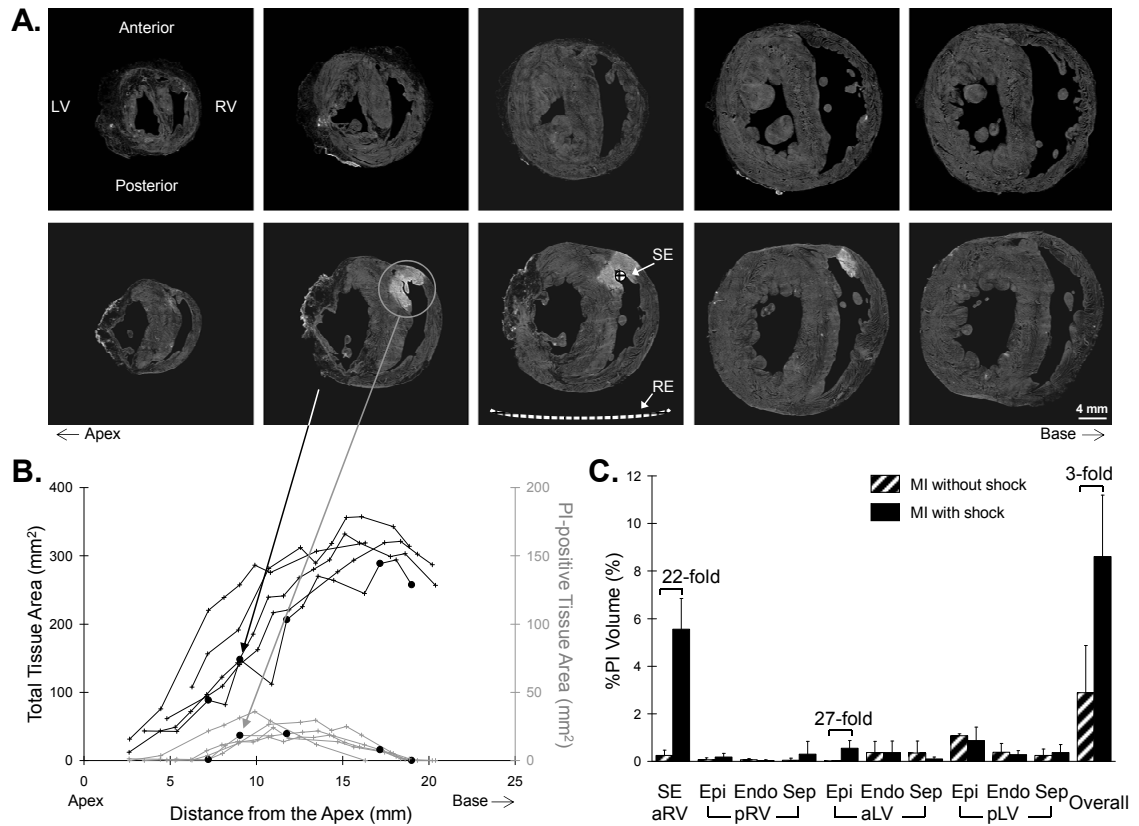 A.
Anterior
LV
RV
Posterior
SE
RE
4 mm
← Apex
Base →
B.
400
300
200
100
0
Total Tissue Area (mm²)
200
150
100
50
0
PI-positive Tissue Area (mm²)
0
5
10
15
20
25
Apex
Distance from the Apex (mm)
Base →
C.
12
10
8
6
4
2
0
%PI Volume (%)
MI without shock
MI with shock
22-fold
27-fold
3-fold
SE
aRV
Epi Endo Sep
pRV
Epi Endo Sep
aLV
Epi Endo Sep
pLV
Overall